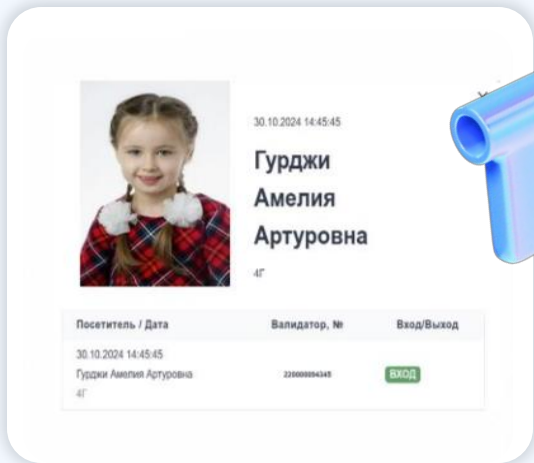 30.10.2024 14:45:45
Гурджи
Амелия
Артуровна
4Г
Посетитель / Дата Валидатор, № Вход/Выход
30.10.2024 14:45:45
Гурджи Амелия Артуровна
4Г
ВХОД